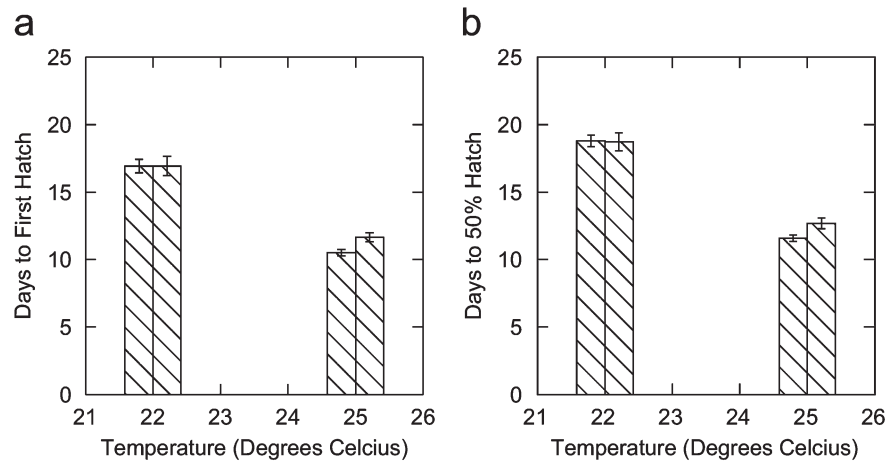 a
25
20
15
10
5
0
Days to First Hatch
21 22 23 24 25 26
Temperature (Degrees Celcius)
b
25
20
15
10
5
0
Days to 50% Hatch
21 22 23 24 25 26
Temperature (Degrees Celcius)